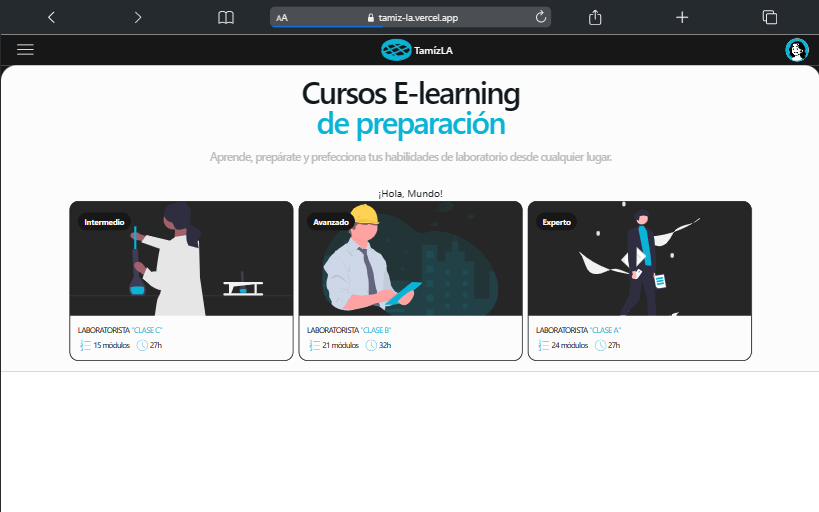 AA tamiz-la.vercel.app
TamízLA
Cursos E-learning
de preparación
Aprende, prepárate y prefecciona tus habilidades de laboratorio desde cualquier lugar.
¡Hola, Mundo!
Intermedio
Avanzado
Experto
LABORATORISTA "CLASE C"
15 módulos 27h
LABORATORISTA "CLASE B"
21 módulos 32h
LABORATORISTA "CLASE A"
24 módulos 27h